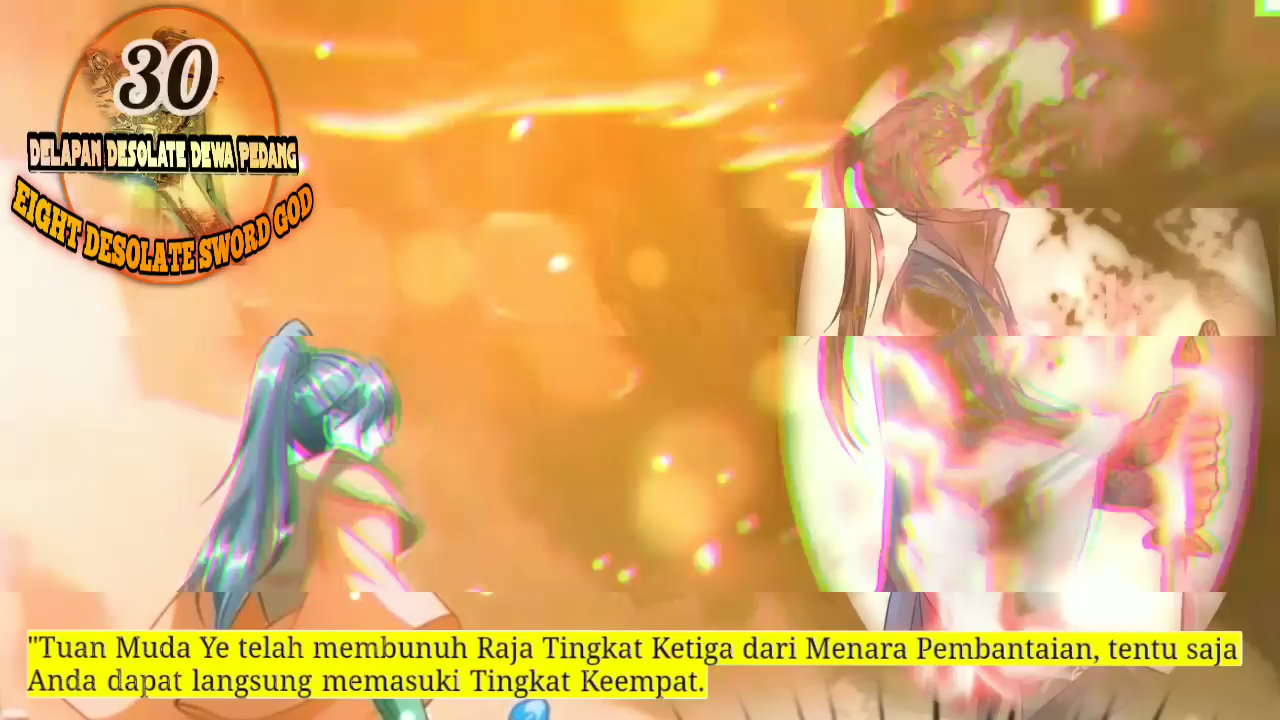 30
DELAPAN DESOLATE DEWA PEDANG
EIGHT DESOLATE SWORD GOD
"Tuan Muda Ye telah membunuh Raja Tingkat Ketiga dari Menara Pembantaian, tentu saja
Anda dapat langsung memasuki Tingkat Keempat.